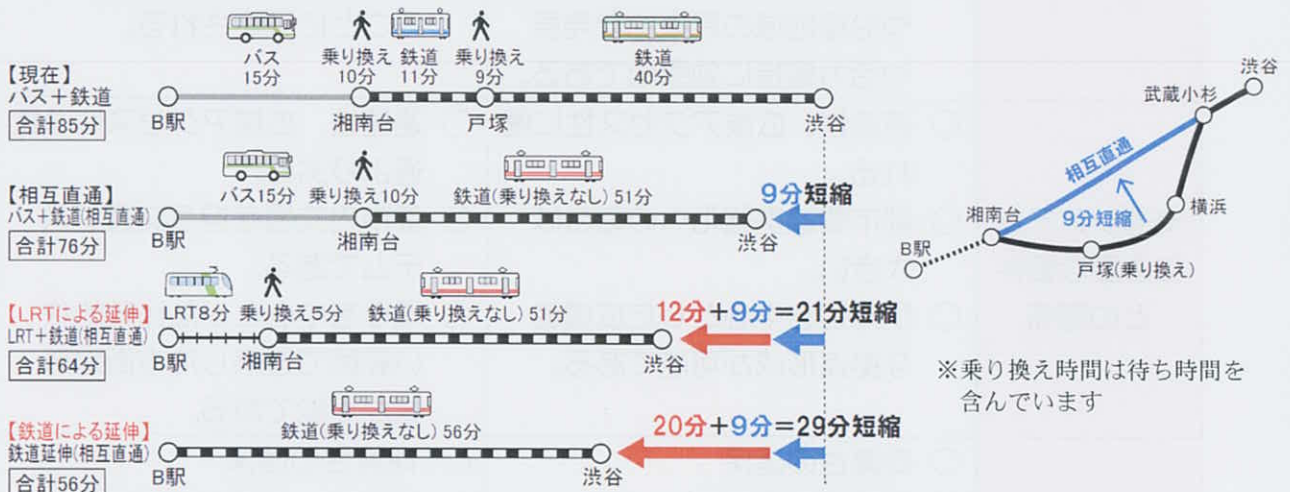 バス
15分
乗り換え
10分
鉄道
11分
乗り換え
9分
鉄道
40分
【現在】
バス＋鉄道
合計85分
B駅
湘南台
戸塚
渋谷
バス15分
乗り換え10分
鉄道(乗り換えなし) 51分
9分短縮
【相互直通】
バス＋鉄道(相互直通)
合計76分
B駅
湘南台
渋谷
【LRTによる延伸】
LRT＋鉄道(相互直通)
合計64分
LRT8分
乗り換え5分
鉄道(乗り換えなし) 51分
12分＋9分＝21分短縮
B駅
湘南台
渋谷
【鉄道による延伸】
鉄道延伸(相互直通)
合計56分
鉄道(乗り換えなし) 56分
20分＋9分＝29分短縮
B駅
渋谷
渋谷
武蔵小杉
相互直通
湘南台
9分短縮
横浜
B駅
戸塚(乗り換え)
※乗り換え時間は待ち時間を
含んでいます